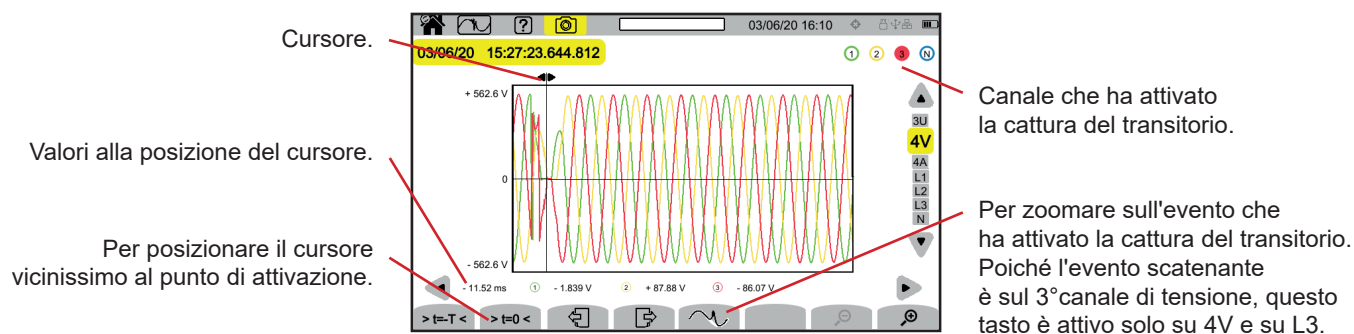 ?
03/06/20 16:10
Cursore.
03/06/20 15:27:23.644.812
1 2 3 N
+ 562.6 V
Canale che ha attivato
la cattura del transitorio.
3U
4V
4A
L1
L2
L3
N
Valori alla posizione del cursore.
0
Per zoomare sull'evento che
ha attivato la cattura del transitorio.
Poiché l'evento scatenante
è sul 3°canale di tensione, questo
tasto è attivo solo su 4V e su L3.
Per posizionare il cursore
vicinissimo al punto di attivazione.
- 562.6 V
- 11.52 ms 1 - 1.839 V 2 + 87.88 V 3 - 86.07 V
> t=-T < > t=0 <